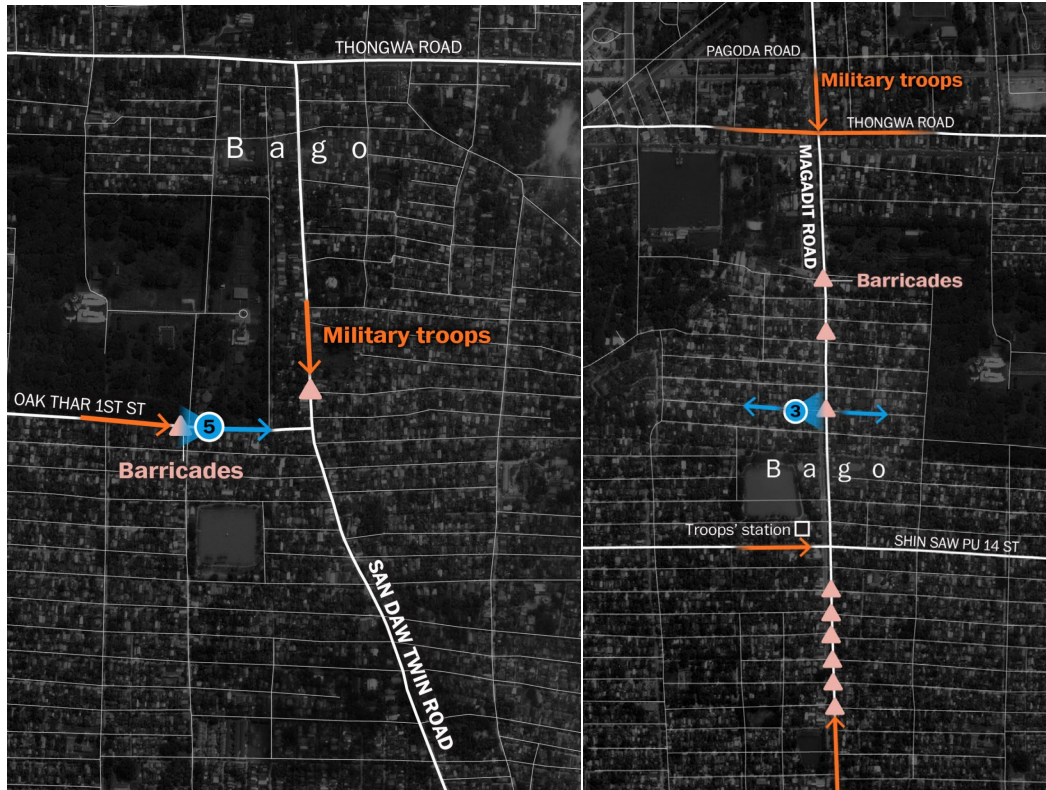 THONGWA ROAD
B a g o
Military troops
OAK THAR 1ST ST
5
Barricades
SAN DAW TWIN ROAD
PAGODA ROAD
Military troops
THONGWA ROAD
MAGADIT ROAD
Barricades
3
B a g o
Troops' station
SHIN SAW PU 14 ST